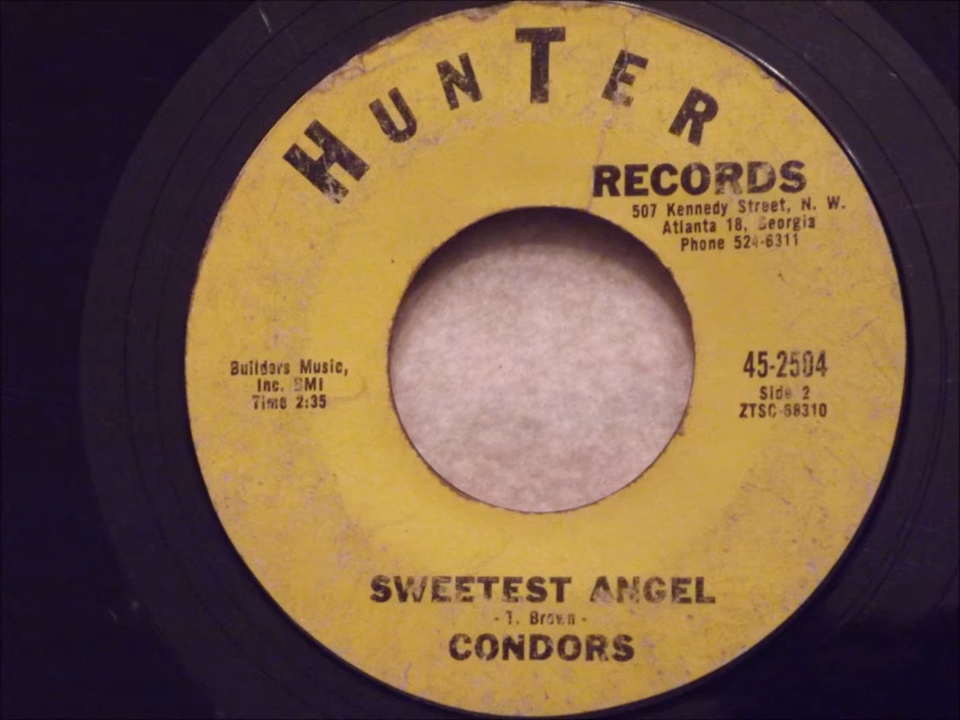 HUNTER
RECORDS
507 Kennedy Street, N. W.
Atlanta 18, Georgia
Phone 524-6311
Builders Music,
Inc. BMI
Time 2:35
45-2504
Side 2
ZTSC-68310
SWEETEST ANGEL
- T. Brown -
CONDORS